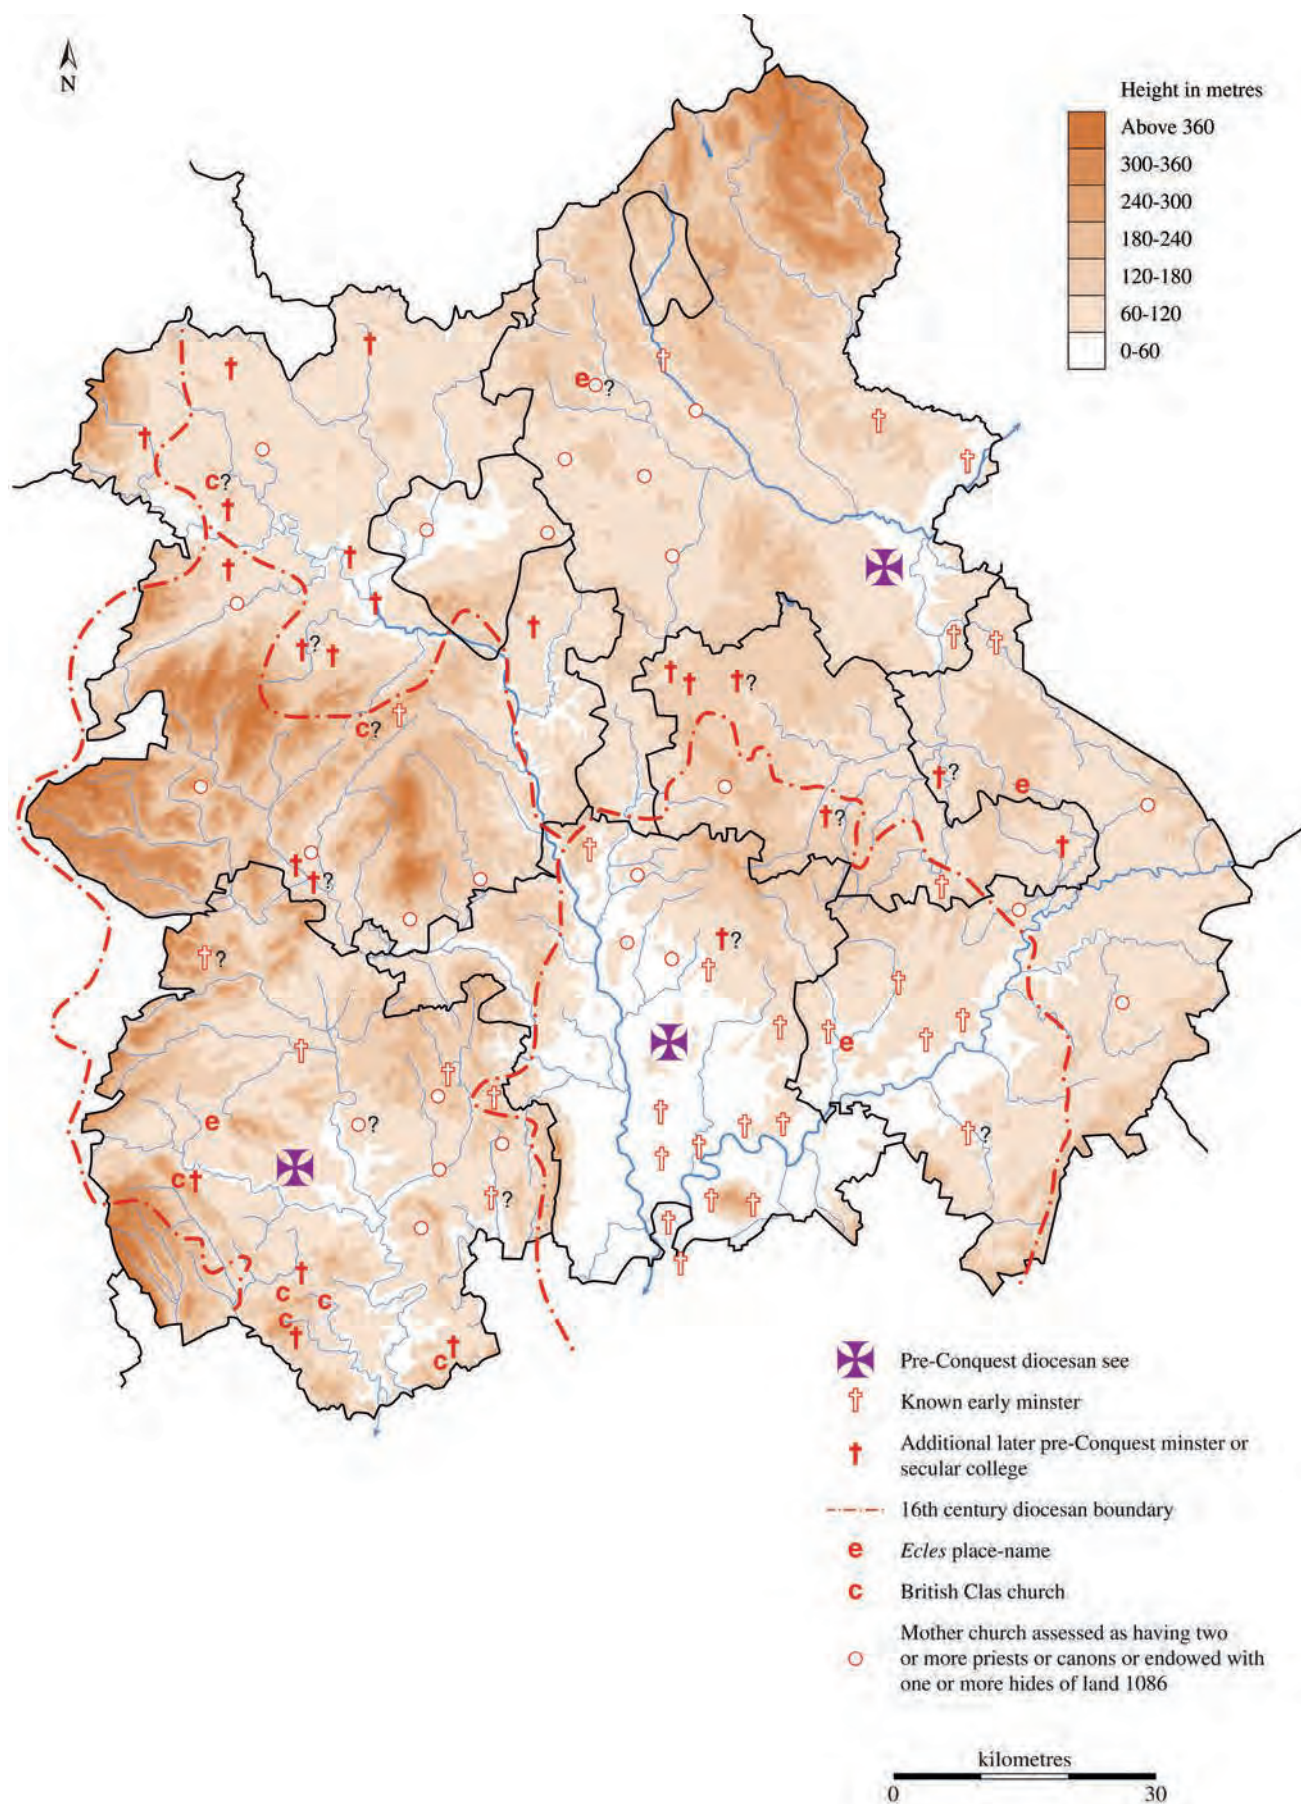 N
Height in metres
Above 360
300-360
240-300
180-240
120-180
60-120
0-60
e
?
c?
?
?
c?
?
e
?
?
?
?
e
e
?
?
c
?
c
c
c
c
Pre-Conquest diocesan see
Known early minster
Additional later pre-Conquest minster or
secular college
16th century diocesan boundary
e
Ecles place-name
c
British Clas church
Mother church assessed as having two
or more priests or canons or endowed with
one or more hides of land 1086
kilometres
0
30